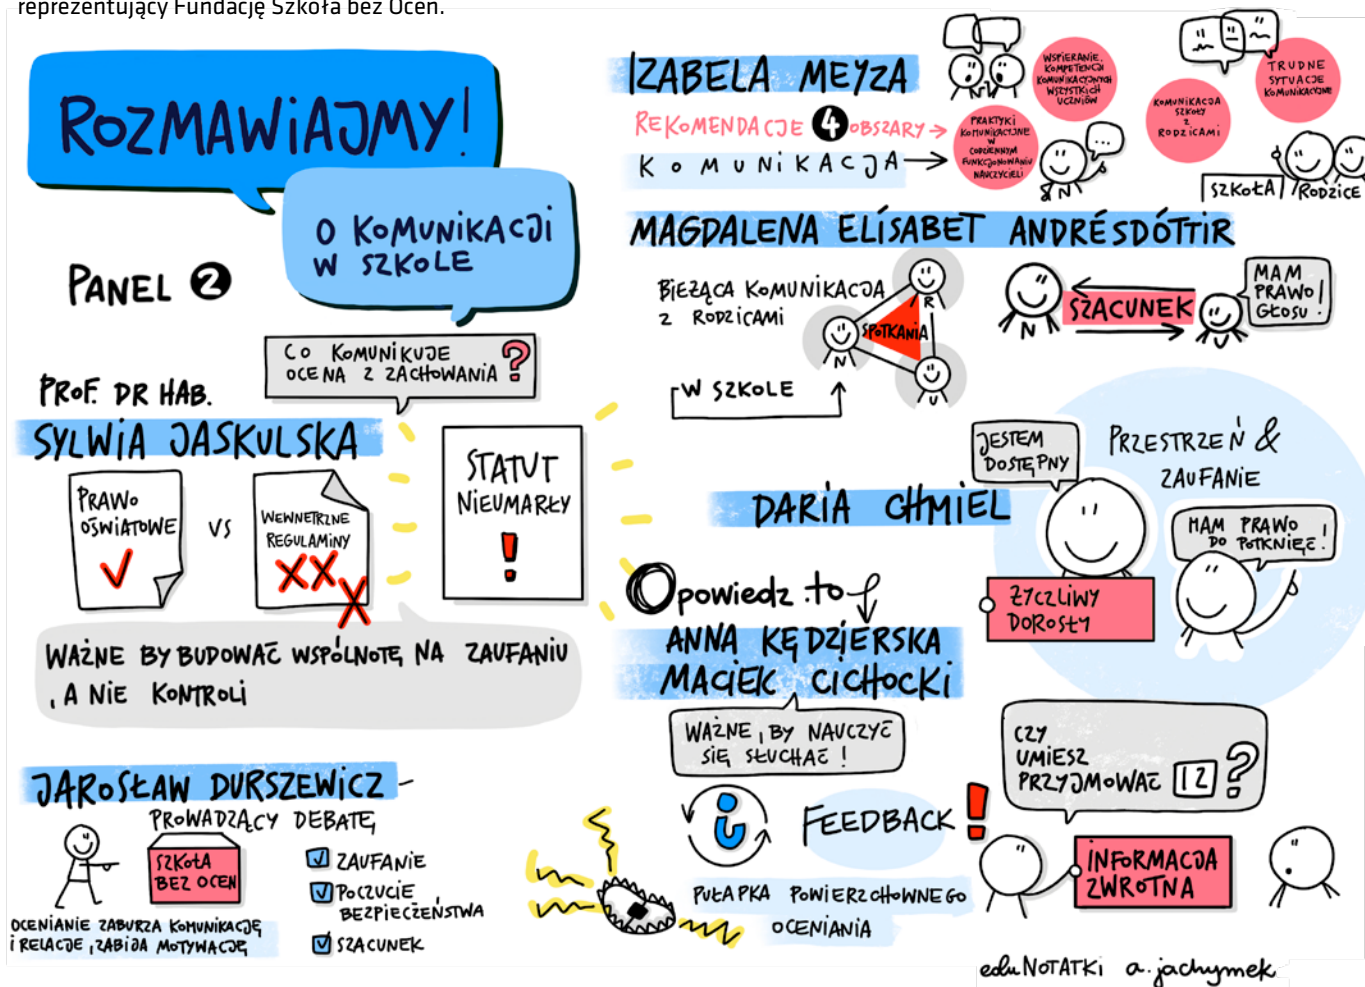 reprezentujący Fundację Szkoła bez Ocen.
ROZMAWIAJMY!
O KOMUNIKACJI
W SZKOLE
PANEL 2
CO KOMUNIKUJE
OCENA Z ZACHOWANIA ?
PROF. DR HAB.
SYLWIA JASKULSKA
PRAWO
OŚWIATOWE
VS
WEWNĘTRZNE
REGULAMINY
STATUT
NIEUMARŁY
!
WAŻNE BY BUDOWAĆ WSPÓLNOTĘ NA ZAUFANIU
, A NIE KONTROLI
JAROSŁAW DURSZEWICZ -
PROWADZĄCY DEBATĘ
SZKOŁA
BEZ OCEN
ZAUFANIE
POCZUCIE
BEZPIECZEŃSTWA
SZACUNEK
OCENIANIE ZABURZA KOMUNIKACJĘ
I RELACJE, ZABIJA MOTYWACJĘ
IZABELA MEYZA
REKOMENDACJE 4 OBSZARY
KOMUNIKACJA
WSPIERANIE
KOMPETENCJI
KOMUNIKACYJNYCH
WSZYSTKICH
UCZNIÓW
PRAKTYKI
KOMUNIKACYJNE
W
CODZIENNYM
FUNKCJONOWANIU
NAUCZYCIELI
...
N
KOMUNIKACJA
SZKOŁY
Z
RODZICAMI
TRUDNE
SYTUACJE
KOMUNIKACYJNE
SZKOŁA
RODZICE
MAGDALENA ELÍSABET ANDRÉSDÓTTIR
BIEŻĄCA KOMUNIKACJA
Z RODZICAMI
W SZKOLE
SPOTKANIA
R
N
U
N
SZACUNEK
U
MAM
PRAWO
GŁOSU!
DARIA CHMIEL
JESTEM
DOSTĘPNY
PRZESTRZEŃ &
ZAUFANIE
MAM PRAWO
DO POTKNIĘĆ!
ŻYCZLIWY
DOROSŁY
Opowiedz.to
ANNA KĘDZIERSKA
MACIEK CICHOCKI
WAŻNE, BY NAUCZYĆ
SIĘ SŁUCHAĆ!
FEEDBACK !
PUŁAPKA POWIERZCHOWNEGO
OCENIANIA
CZY
UMIESZ
PRZYJMOWAĆ IZ ?
INFORMACJA
ZWROTNA
eduNOTATKI a.jachymek